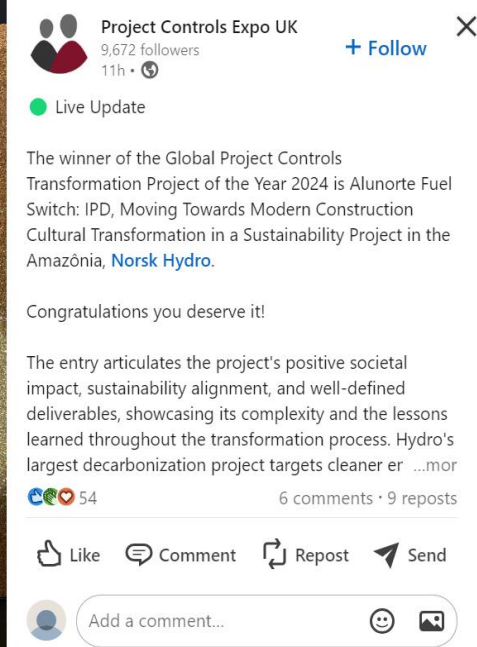 Project Controls Expo UK
9,672 followers
+ Follow
11h •
Live Update
The winner of the Global Project Controls
Transformation Project of the Year 2024 is Alunorte Fuel
Switch: IPD, Moving Towards Modern Construction
Cultural Transformation in a Sustainability Project in the
Amazônia, Norsk Hydro.
Congratulations you deserve it!
The entry articulates the project's positive societal
impact, sustainability alignment, and well-defined
deliverables, showcasing its complexity and the lessons
learned throughout the transformation process. Hydro's
largest decarbonization project targets cleaner er ...mor
54
6 comments · 9 reposts
Like Comment Repost Send
Add a comment...